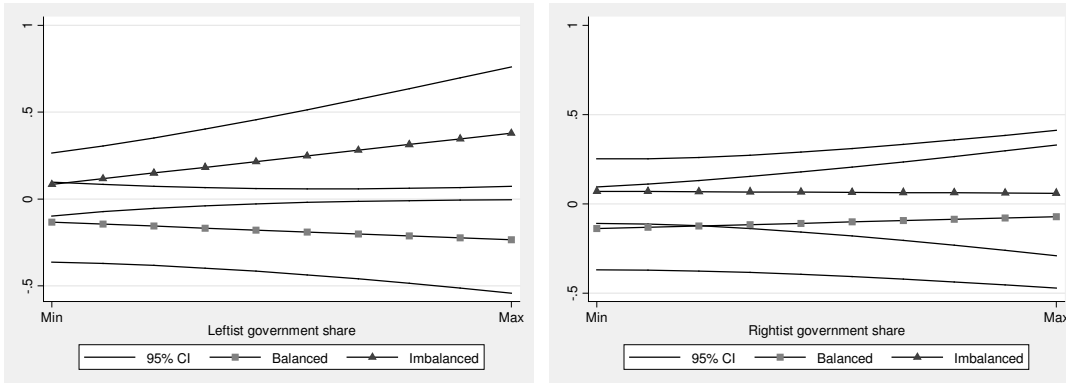 1
.5
0
-.5
Min Max
Leftist government share
95% CI Balanced Imbalanced
1
.5
0
-.5
Min Max
Rightist government share
95% CI Balanced Imbalanced